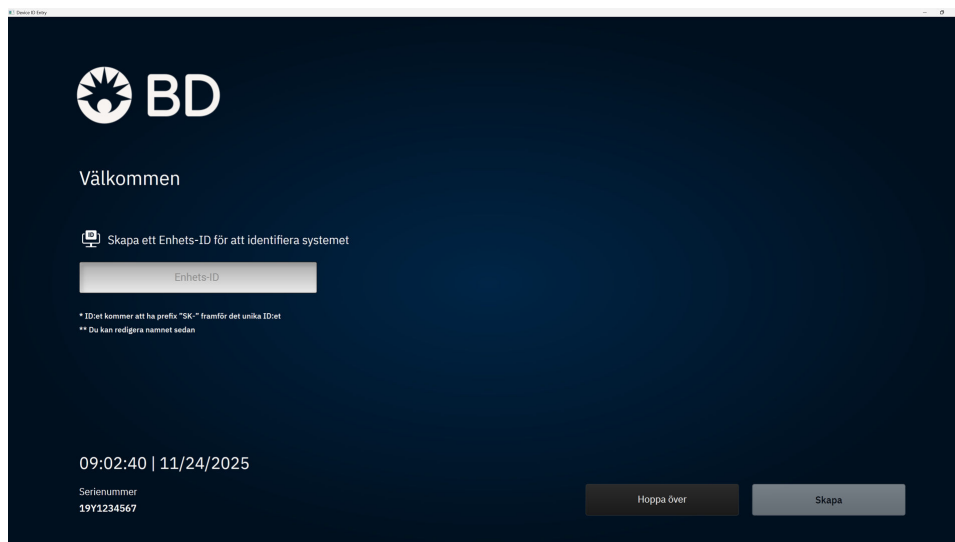 Device ID Entry
BD
Välkommen
ID
Skapa ett Enhets-ID för att identifiera systemet
Enhets-ID
* ID:et kommer att ha prefix "SK-" framför det unika ID:et
** Du kan redigera namnet sedan
09:02:40 | 11/24/2025
Serienummer
19Y1234567
Hoppa över
Skapa